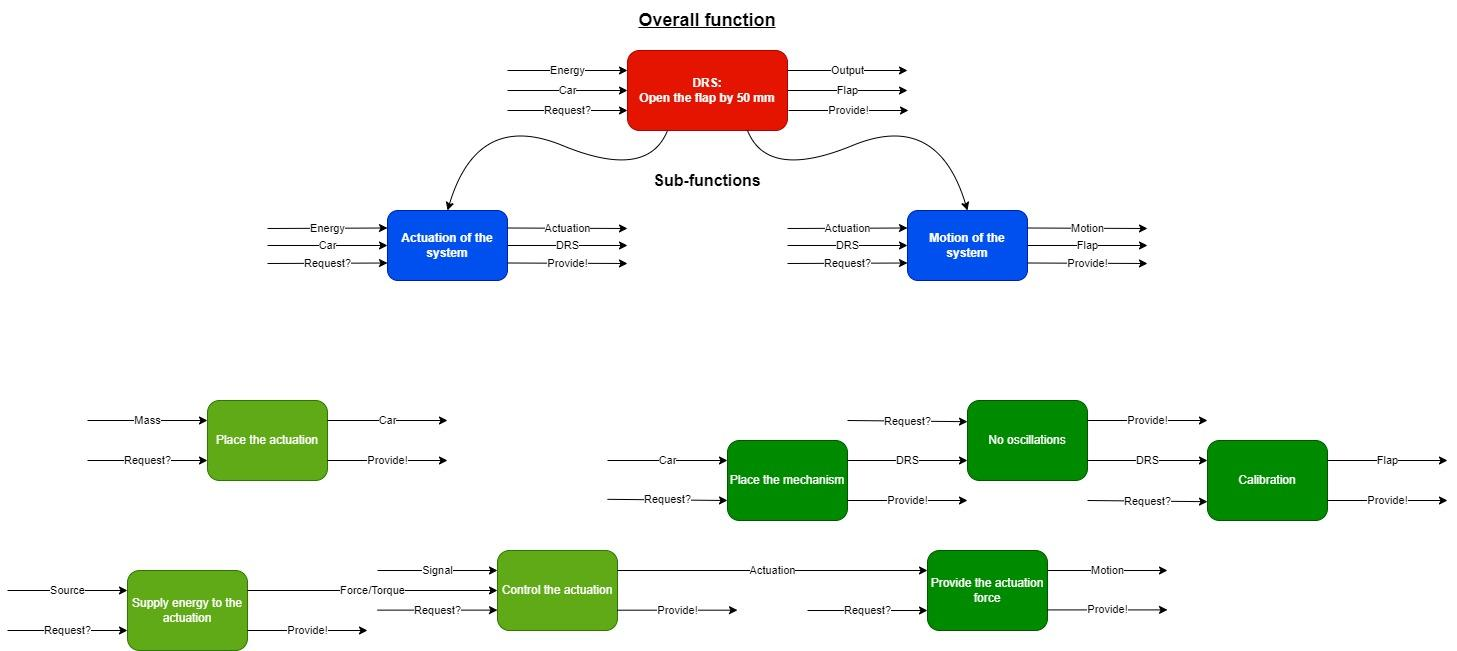 Overall function
Energy
Car
Request?
DRS:
Open the flap by 50 mm
Output
Flap
Provide!
Sub-functions
Energy
Car
Request?
Actuation of the
system
Actuation
DRS
Provide!
Actuation
DRS
Request?
Motion of the
system
Motion
Flap
Provide!
Mass
Request?
Place the actuation
Car
Provide!
Car
Request?
Place the mechanism
DRS
Provide!
Request?
No oscillations
Provide!
DRS
Request?
Calibration
Flap
Provide!
Source
Request?
Supply energy to the
actuation
Force/Torque
Provide!
Signal
Request?
Control the actuation
Actuation
Provide!
Request?
Provide the actuation
force
Motion
Provide!